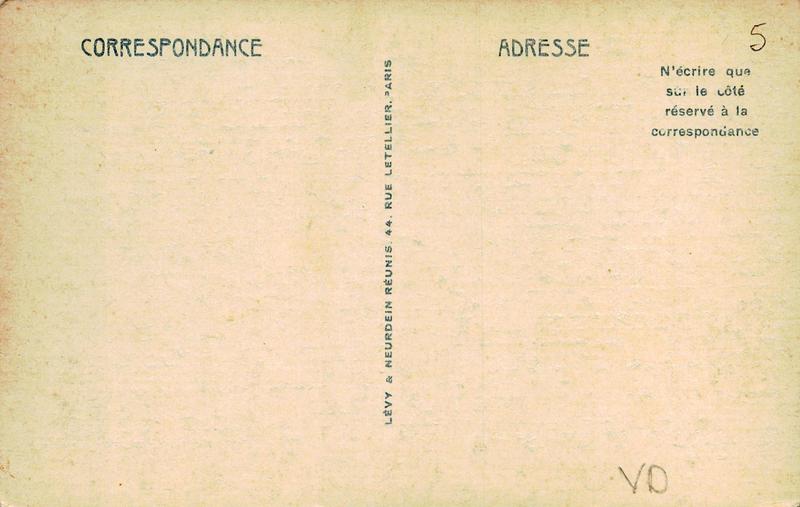 CORRESPONDANCE
ADRESSE
5
N'écrire que
sur le côté
réservé à la
correspondance
LÉVY & NEURDEIN RÉUNIS, 44, RUE LETELLIER, PARIS
VD